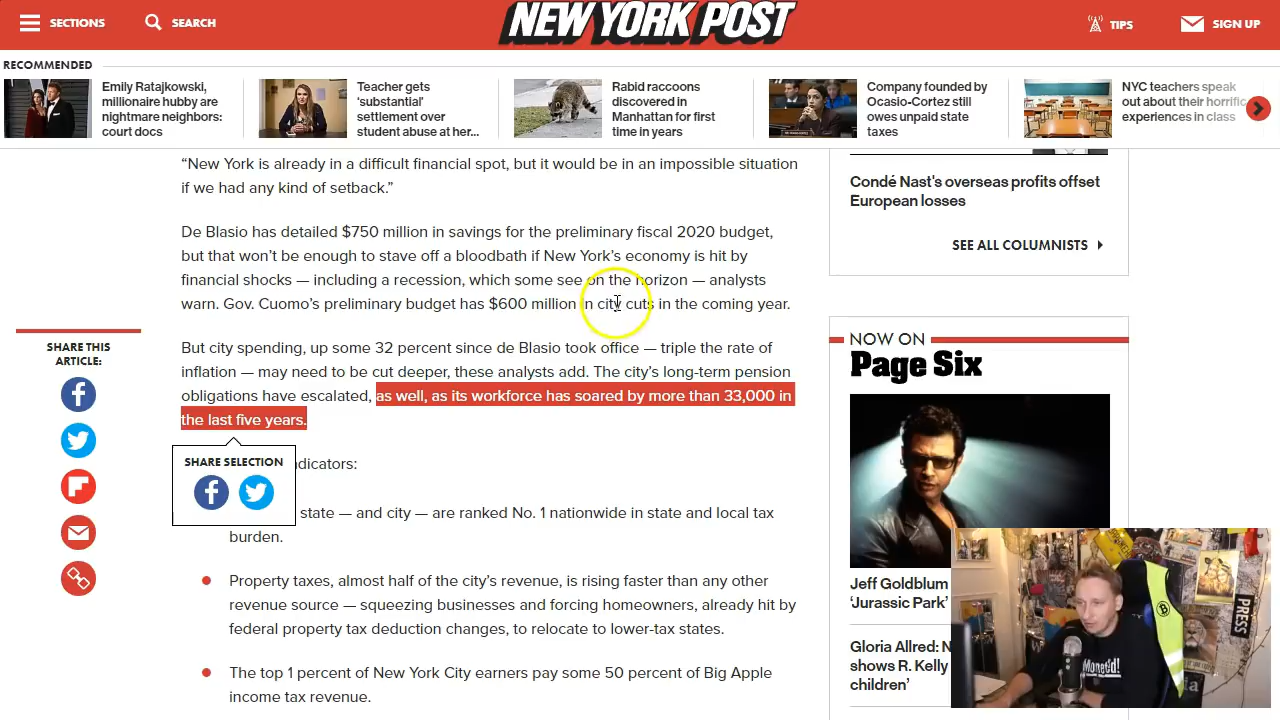 SECTIONS
SEARCH
NEW YORK POST
TIPS
SIGN UP
RECOMMENDED
Emily Ratajkowski,
millionaire hubby are
nightmare neighbors:
court docs
Teacher gets
‘substantial’
settlement over
student abuse at her...
Rabid raccoons
discovered in
Manhattan for first
time in years
Company founded by
Ocasio-Cortez still
owes unpaid state
taxes
NYC teachers speak
out about their horrific
experiences in class
“New York is already in a difficult financial spot, but it would be in an impossible situation
if we had any kind of setback.”
De Blasio has detailed $750 million in savings for the preliminary fiscal 2020 budget,
but that won’t be enough to stave off a bloodbath if New York’s economy is hit by
financial shocks — including a recession, which some see on the horizon — analysts
warn. Gov. Cuomo’s preliminary budget has $600 million in city cuts in the coming year.
But city spending, up some 32 percent since de Blasio took office — triple the rate of
inflation — may need to be cut deeper, these analysts add. The city’s long-term pension
obligations have escalated, as well, as its workforce has soared by more than 33,000 in
the last five years.
SHARE SELECTION
ndicators:
state — and city — are ranked No. 1 nationwide in state and local tax
burden.
Property taxes, almost half of the city’s revenue, is rising faster than any other
revenue source — squeezing businesses and forcing homeowners, already hit by
federal property tax deduction changes, to relocate to lower-tax states.
The top 1 percent of New York City earners pay some 50 percent of Big Apple
income tax revenue.
SHARE THIS
ARTICLE:
Condé Nast's overseas profits offset
European losses
SEE ALL COLUMNISTS
NOW ON
Page Six
Jeff Goldblum
‘Jurassic Park’
Gloria Allred: N
shows R. Kelly
children’
PRESS